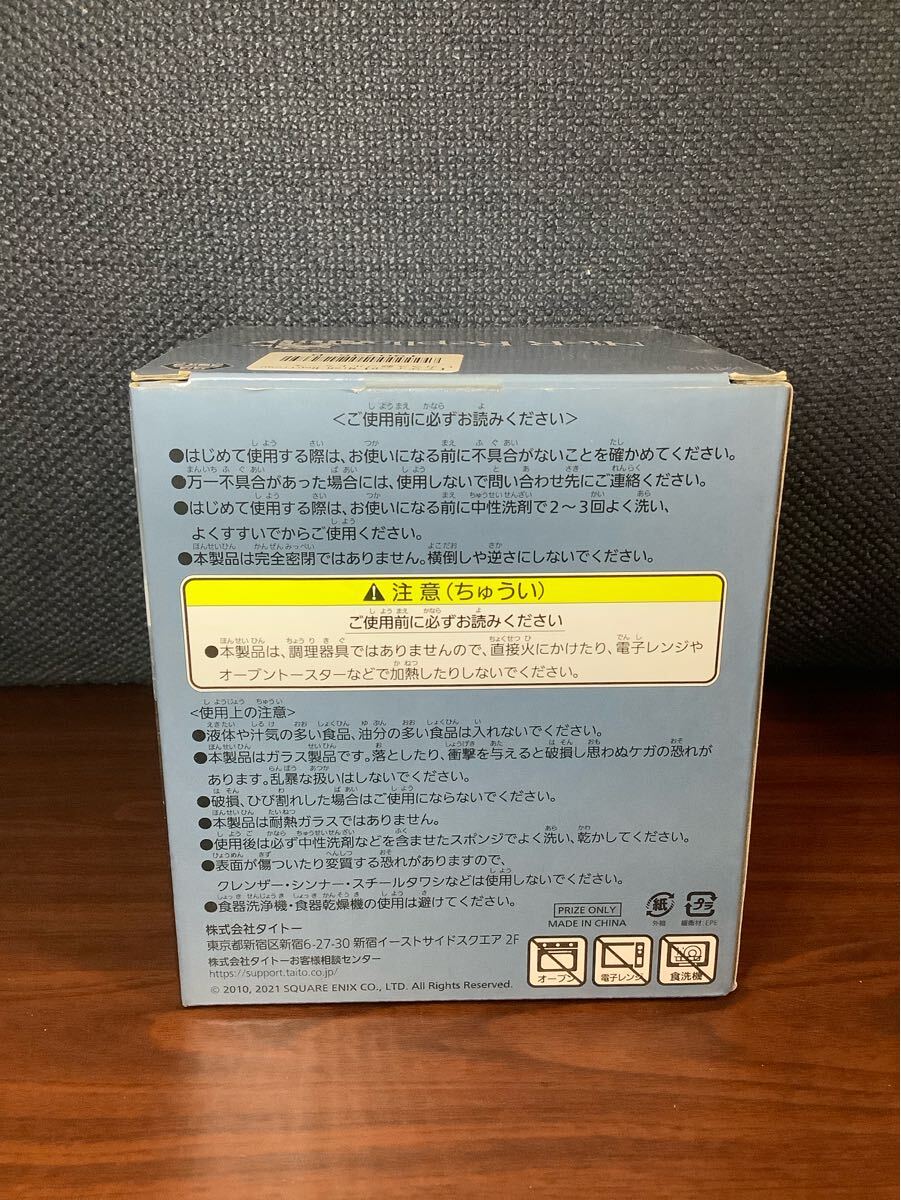 NieR Replicant
<ご使用前に必ずお読みください>
●はじめて使用する際は、お使いになる前に不具合がないことを確かめてください。
●万一不具合があった場合には、使用しないで問い合わせ先にご連絡ください。
●はじめて使用する際は、お使いになる前に中性洗剤で2～3回よく洗い、
よくすすいでからご使用ください。
●本製品は完全密閉ではありません。横倒しや逆さにしないでください。
⚠注意(ちゅうい)
ご使用前に必ずお読みください
●本製品は、調理器具ではありませんので、直接火にかけたり、電子レンジや
オーブントースターなどで加熱したりしないでください。
<使用上の注意>
●液体や汁気の多い食品、油分の多い食品は入れないでください。
●本製品はガラス製品です。落としたり、衝撃を与えると破損し思わぬケガの恐れが
あります。乱暴な扱いはしないでください。
●破損、ひび割れした場合はご使用にならないでください。
●本製品は耐熱ガラスではありません。
●使用後は必ず中性洗剤などを含ませたスポンジでよく洗い、乾かしてください。
●表面が傷ついたり変質する恐れがありますので、
クレンザー・シンナー・スチールタワシなどは使用しないでください。
●食器洗浄機・食器乾燥機の使用は避けてください。
PRIZE ONLY
MADE IN CHINA
紙
外箱
プラ
緩衝材:EPE
株式会社タイトー
東京都新宿区新宿6-27-30 新宿イーストサイドスクエア 2F
株式会社タイトーお客様相談センター
https://support.taito.co.jp/
© 2010, 2021 SQUARE ENIX CO., LTD. All Rights Reserved.
オーブン
電子レンジ
食洗機